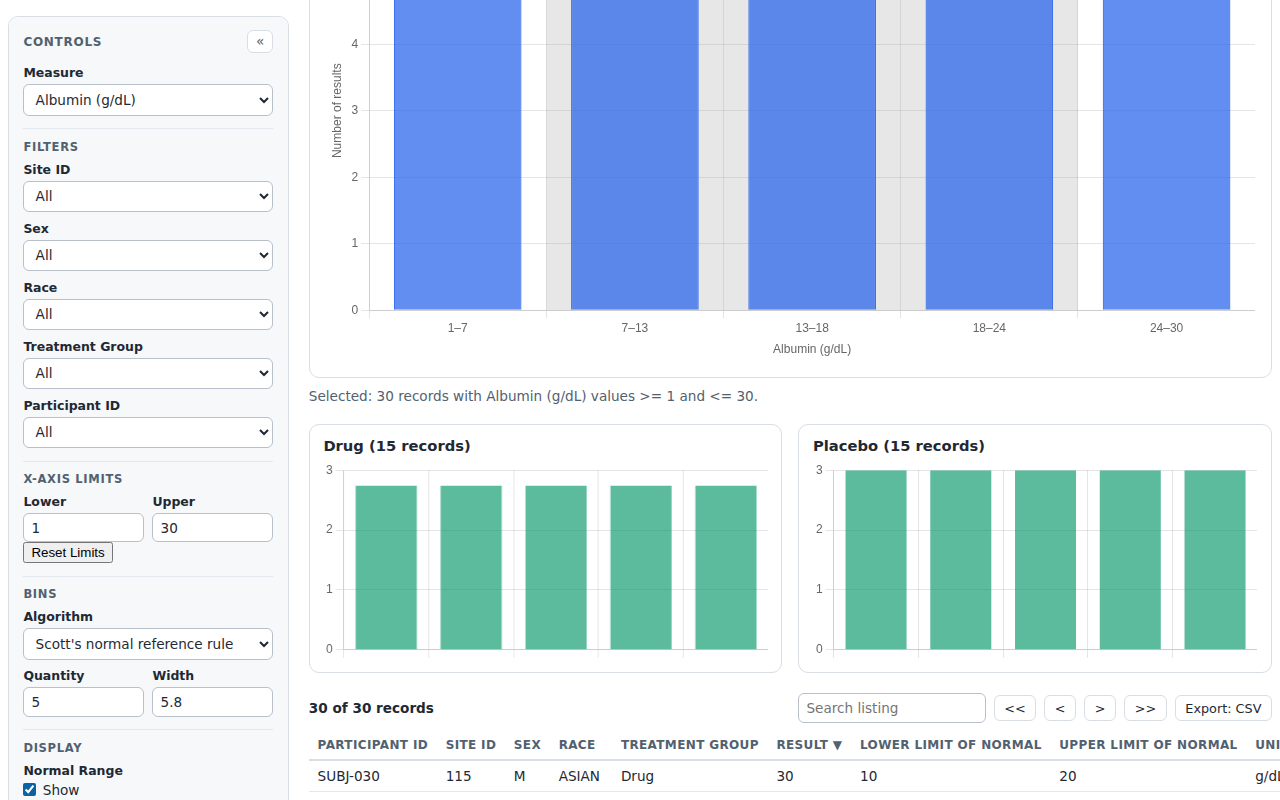 CONTROLS
«
Measure
Albumin (g/dL)
FILTERS
Site ID
All
Sex
All
Race
All
Treatment Group
All
Participant ID
All
X-AXIS LIMITS
Lower Upper
1 30
Reset Limits
BINS
Algorithm
Scott's normal reference rule
Quantity Width
5 5.8
DISPLAY
Normal Range
Show
Number of results
4
3
2
1
0
1–7 7–13 13–18 18–24 24–30
Albumin (g/dL)
Selected: 30 records with Albumin (g/dL) values >= 1 and <= 30.
Drug (15 records)
3
2
1
0
Placebo (15 records)
3
2
1
0
30 of 30 records
Search listing << < > >> Export: CSV
PARTICIPANT ID SITE ID SEX RACE TREATMENT GROUP RESULT ▼ LOWER LIMIT OF NORMAL UPPER LIMIT OF NORMAL
SUBJ-030 115 M ASIAN Drug 30 10 20